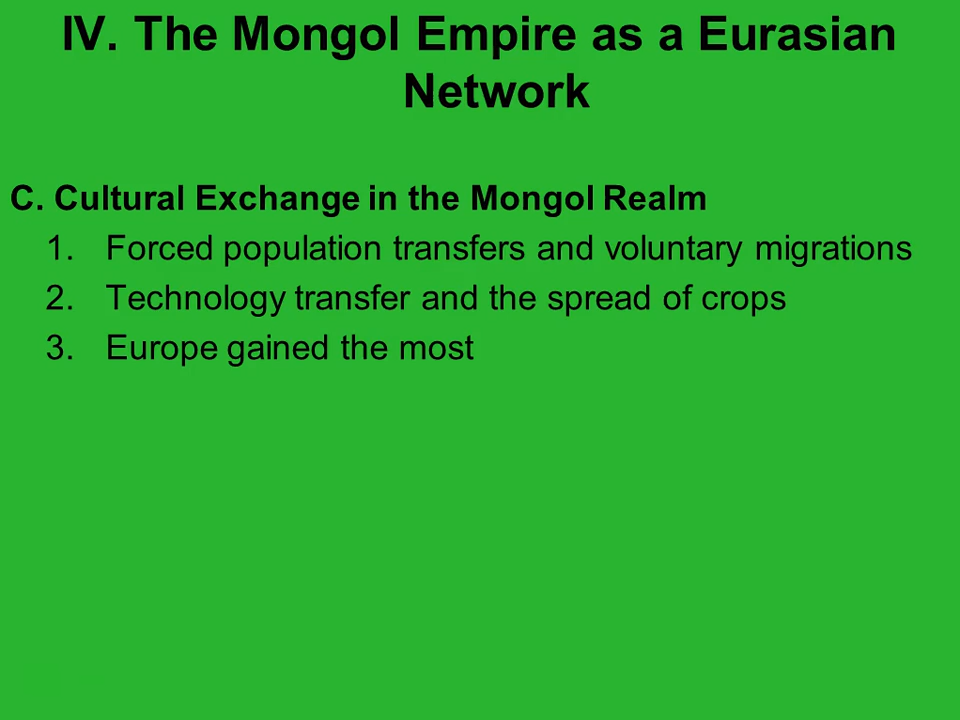 IV. The Mongol Empire as a Eurasian
Network
C. Cultural Exchange in the Mongol Realm
1. Forced population transfers and voluntary migrations
2. Technology transfer and the spread of crops
3. Europe gained the most